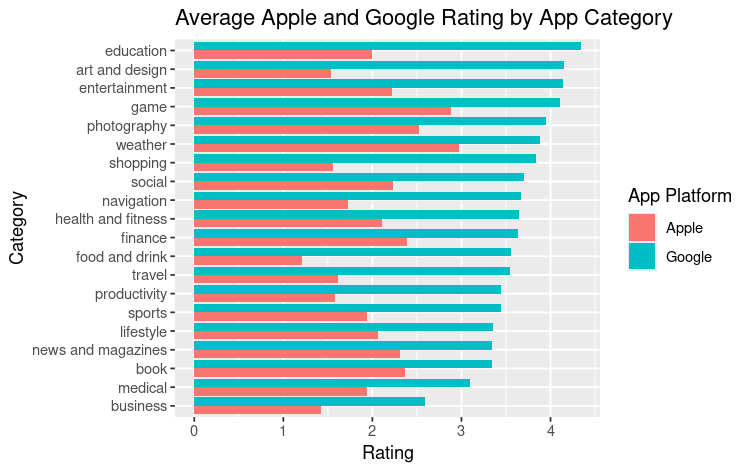 Average Apple and Google Rating by App Category
education
art and design
entertainment
game
photography
weather
shopping
social
navigation
health and fitness
finance
food and drink
travel
productivity
sports
lifestyle
news and magazines
book
medical
business
Category
0 1 2 3 4
Rating
App Platform
Apple
Google